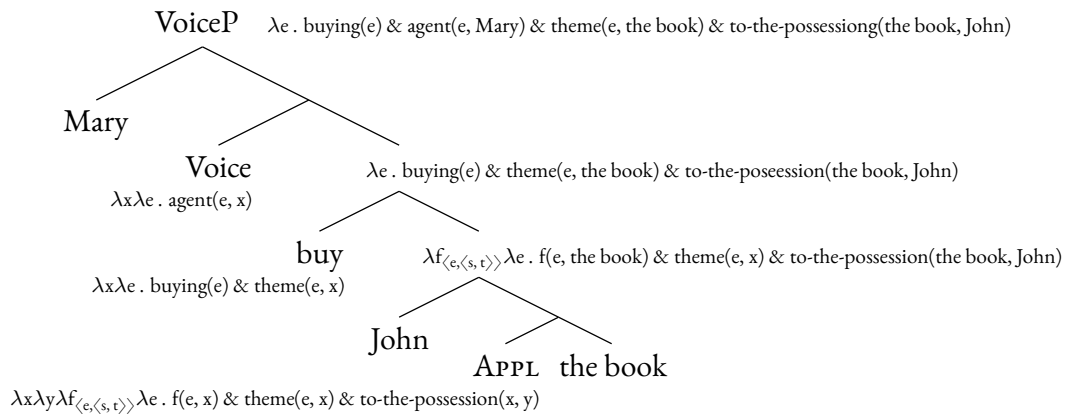 VoiceP λe . buying(e) & agent(e, Mary) & theme(e, the book) & to-the-possessiong(the book, John)
Mary
Voice
λxλe . agent(e, x)
λe . buying(e) & theme(e, the book) & to-the-poseession(the book, John)
buy
λxλe . buying(e) & theme(e, x)
λf⟨e,⟨s, t⟩⟩λe . f(e, the book) & theme(e, x) & to-the-possession(the book, John)
John
APPL the book
λxλyλf⟨e,⟨s, t⟩⟩λe . f(e, x) & theme(e, x) & to-the-possession(x, y)